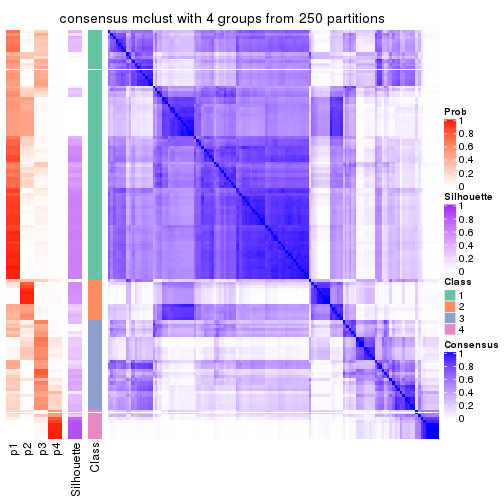 consensus mclust with 4 groups from 250 partitions
Prob
1
0.8
0.6
0.4
0.2
0
Silhouette
1
0.8
0.6
0.4
0.2
0
Class
1
2
3
4
Consensus
1
0.8
0.6
0.4
0.2
0
p1
p2
p3
p4
Silhouette
Class